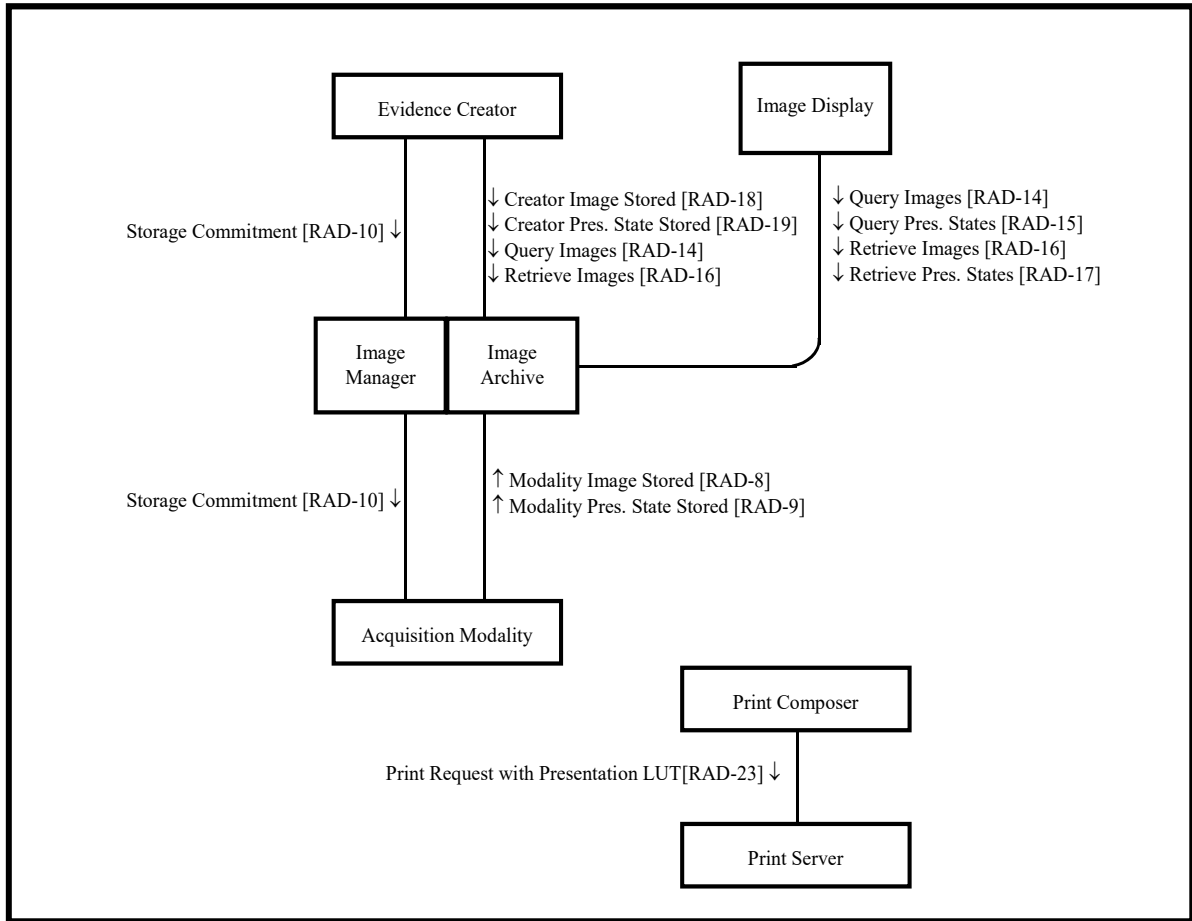 Evidence Creator
Image Display
Storage Commitment [RAD-10] ↓
↓ Creator Image Stored [RAD-18]
↓ Creator Pres. State Stored [RAD-19]
↓ Query Images [RAD-14]
↓ Retrieve Images [RAD-16]
↓ Query Images [RAD-14]
↓ Query Pres. States [RAD-15]
↓ Retrieve Images [RAD-16]
↓ Retrieve Pres. States [RAD-17]
Image
Manager
Image
Archive
Storage Commitment [RAD-10] ↓
↑ Modality Image Stored [RAD-8]
↑ Modality Pres. State Stored [RAD-9]
Acquisition Modality
Print Composer
Print Request with Presentation LUT[RAD-23] ↓
Print Server